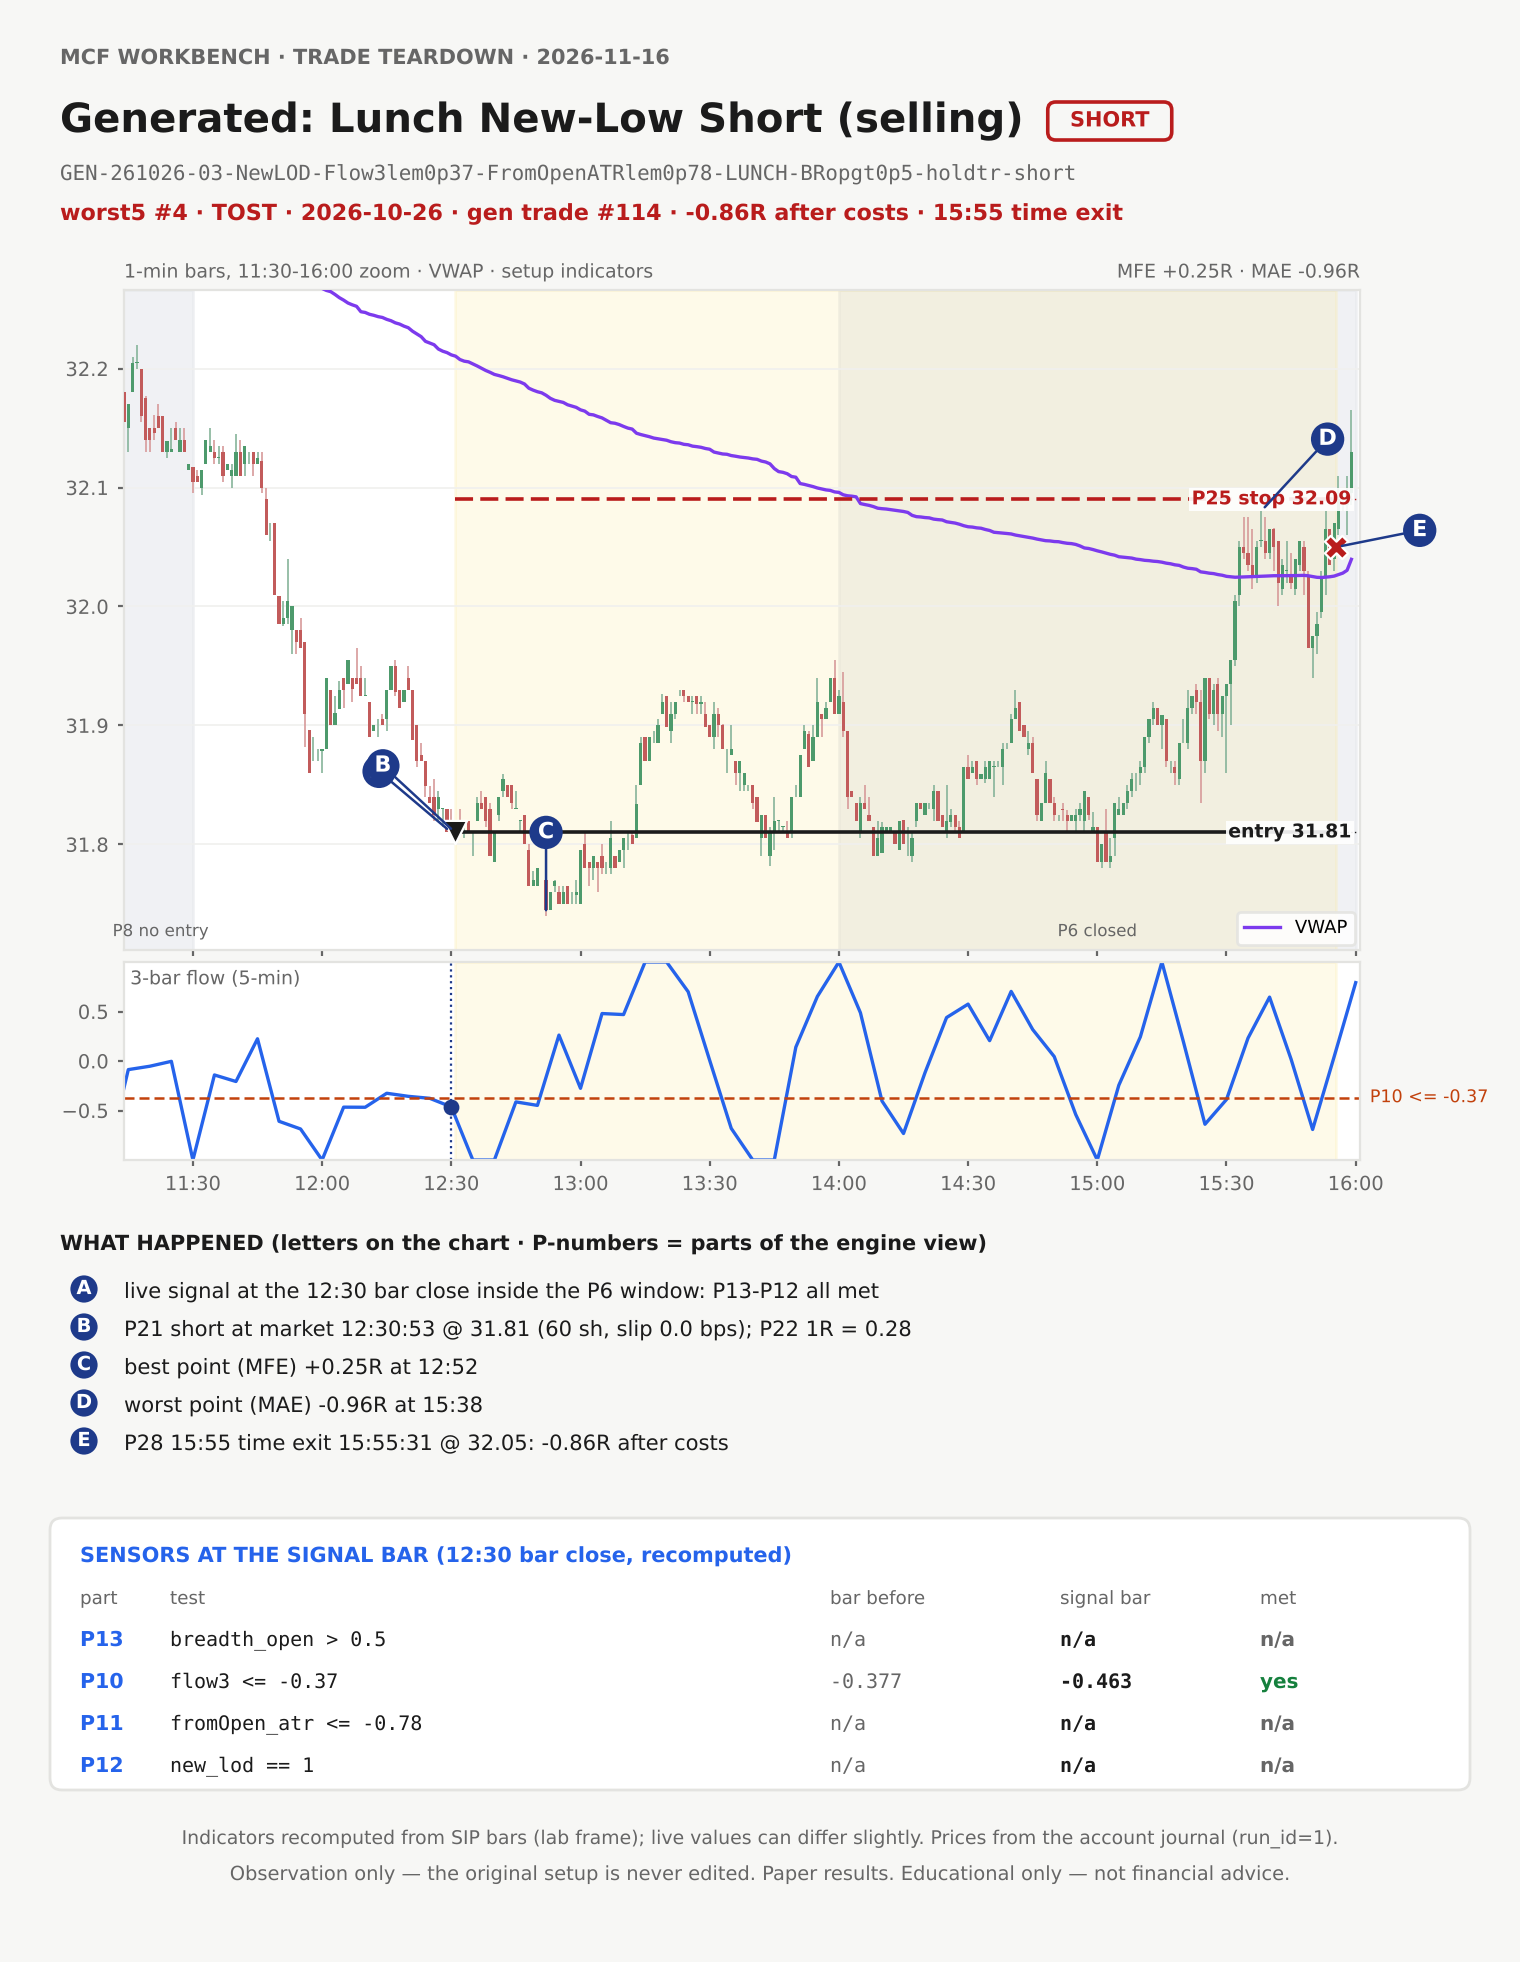 MCF WORKBENCH · TRADE TEARDOWN · 2026-11-16
Generated: Lunch New-Low Short (selling) SHORT
GEN-261026-03-NewLOD-Flow3lem0p37-FromOpenATRlem0p78-LUNCH-BRopgt0p5-holdtr-short
worst5 #4 · TOST · 2026-10-26 · gen trade #114 · -0.86R after costs · 15:55 time exit
1-min bars, 11:30-16:00 zoom · VWAP · setup indicators
MFE +0.25R · MAE -0.96R
32.2
32.1
32.0
31.9
31.8
D
P25 stop 32.09
E
B
C
entry 31.81
P8 no entry
P6 closed
VWAP
3-bar flow (5-min)
0.5
0.0
−0.5
P10 <= -0.37
11:30 12:00 12:30 13:00 13:30 14:00 14:30 15:00 15:30 16:00
WHAT HAPPENED (letters on the chart · P-numbers = parts of the engine view)
A live signal at the 12:30 bar close inside the P6 window: P13-P12 all met
B P21 short at market 12:30:53 @ 31.81 (60 sh, slip 0.0 bps); P22 1R = 0.28
C best point (MFE) +0.25R at 12:52
D worst point (MAE) -0.96R at 15:38
E P28 15:55 time exit 15:55:31 @ 32.05: -0.86R after costs
SENSORS AT THE SIGNAL BAR (12:30 bar close, recomputed)
part test bar before signal bar met
P13 breadth_open > 0.5 n/a n/a n/a
P10 flow3 <= -0.37 -0.377 -0.463 yes
P11 fromOpen_atr <= -0.78 n/a n/a n/a
P12 new_lod == 1 n/a n/a n/a
Indicators recomputed from SIP bars (lab frame); live values can differ slightly. Prices from the account journal (run_id=1).
Observation only — the original setup is never edited. Paper results. Educational only — not financial advice.